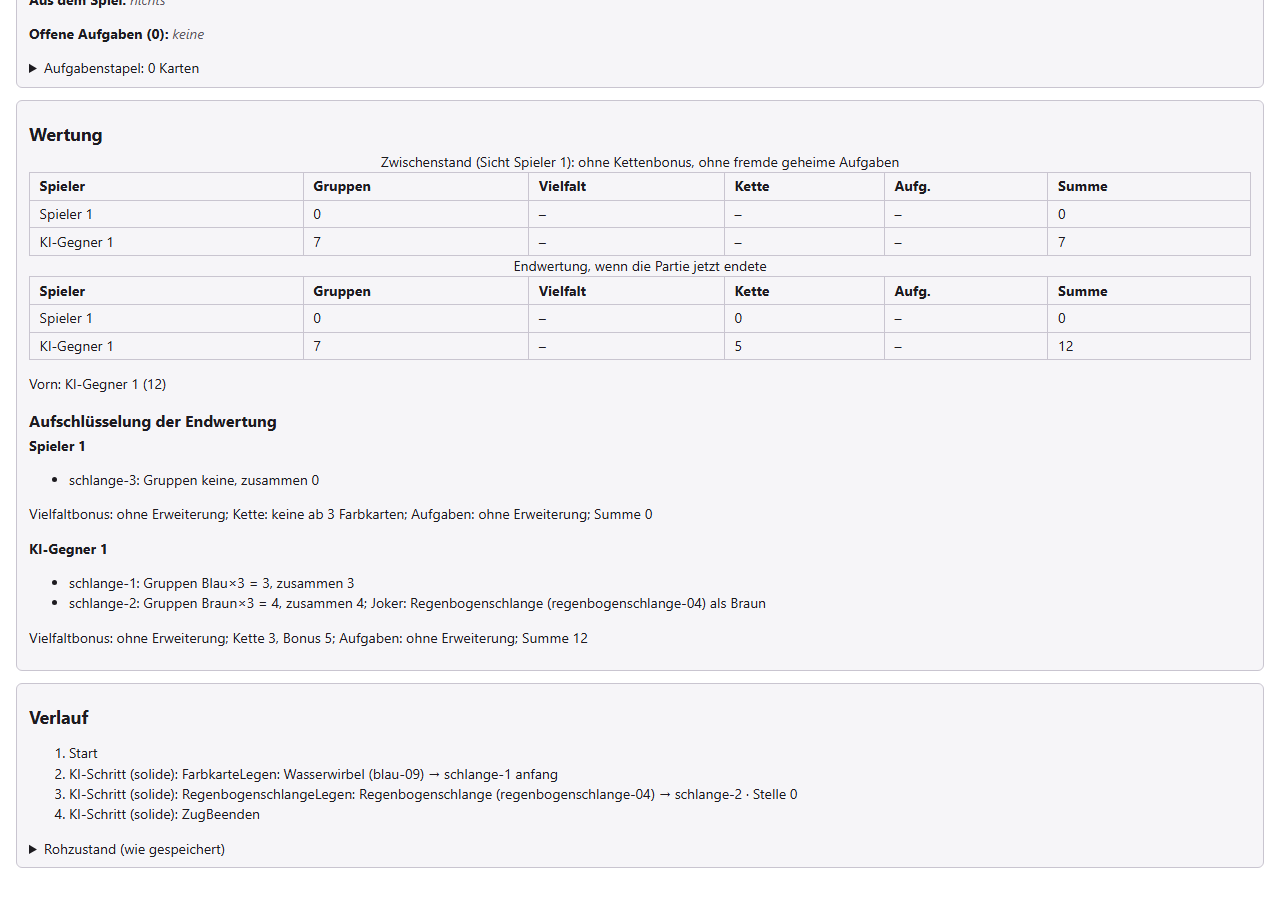 Aus dem Spiel: nichts
Offene Aufgaben (0): keine
Aufgabenstapel: 0 Karten
Wertung
Zwischenstand (Sicht Spieler 1): ohne Kettenbonus, ohne fremde geheime Aufgaben
Spieler Gruppen Vielfalt Kette Aufg. Summe
Spieler 1 0 – – – 0
KI-Gegner 1 7 – – – 7
Endwertung, wenn die Partie jetzt endete
Spieler Gruppen Vielfalt Kette Aufg. Summe
Spieler 1 0 – 0 – 0
KI-Gegner 1 7 – 5 – 12
Vorn: KI-Gegner 1 (12)
Aufschlüsselung der Endwertung
Spieler 1
• schlange-3: Gruppen keine, zusammen 0
Vielfaltbonus: ohne Erweiterung; Kette: keine ab 3 Farbkarten; Aufgaben: ohne Erweiterung; Summe 0
KI-Gegner 1
• schlange-1: Gruppen Blau×3 = 3, zusammen 3
• schlange-2: Gruppen Braun×3 = 4, zusammen 4; Joker: Regenbogenschlange (regenbogenschlange-04) als Braun
Vielfaltbonus: ohne Erweiterung; Kette 3, Bonus 5; Aufgaben: ohne Erweiterung; Summe 12
Verlauf
1. Start
2. KI-Schritt (solide): FarbkarteLegen: Wasserwirbel (blau-09) → schlange-1 anfang
3. KI-Schritt (solide): RegenbogenschlangeLegen: Regenbogenschlange (regenbogenschlange-04) → schlange-2 · Stelle 0
4. KI-Schritt (solide): ZugBeenden
Rohzustand (wie gespeichert)